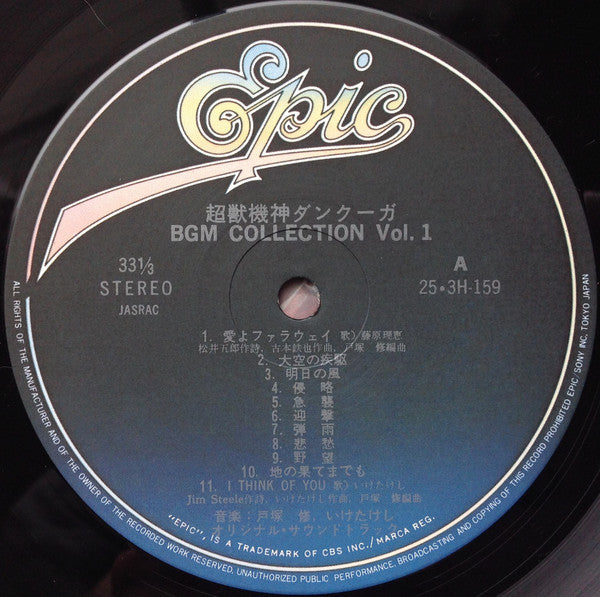 Epic
超獣機神ダンクーガ
BGM COLLECTION Vol. 1
33⅓
STEREO
JASRAC
A
25・3H-159
1. 愛よファラウェイ 歌)藤原理恵
松井五郎作詩、古本鉄也作曲、戸塚 修編曲
2. 大空の疾駆
3. 明日の風
4. 侵 略
5. 急 襲
6. 迎 撃
7. 弾 雨
8. 悲 愁
9. 野 望
10. 地の果てまでも
11. I THINK OF YOU 歌)いけたけし
Jim Steele作詩、いけたけし作曲、戸塚 修編曲
音楽:戸塚 修、いけたけし
オリジナル・サウンドトラック
"EPIC", IS A TRADEMARK OF CBS INC./MARCA REG.
ALL RIGHTS OF THE MANUFACTURER AND OF THE OWNER OF THE RECORDED WORK RESERVED. UNAUTHORIZED PUBLIC PERFORMANCE, BROADCASTING AND COPYING OF THIS RECORD PROHIBITED EPIC/SONY INC. TOKYO JAPAN